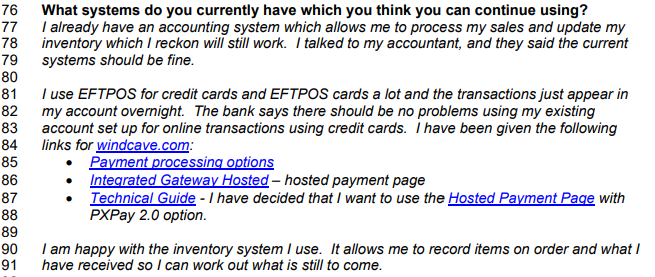 76 What systems do you currently have which you think you can continue using?
77 I already have an accounting system which allows me to process my sales and update my
78 inventory which I reckon will still work.  I talked to my accountant, and they said the current
79 systems should be fine.
80
81 I use EFTPOS for credit cards and EFTPOS cards a lot and the transactions just appear in
82 my account overnight.  The bank says there should be no problems using my existing
83 account set up for online transactions using credit cards.  I have been given the following
84 links for windcave.com:
85 • Payment processing options
86 • Integrated Gateway Hosted – hosted payment page
87 • Technical Guide - I have decided that I want to use the Hosted Payment Page with
88 PXPay 2.0 option.
89
90 I am happy with the inventory system I use.  It allows me to record items on order and what I
91 have received so I can work out what is still to come.